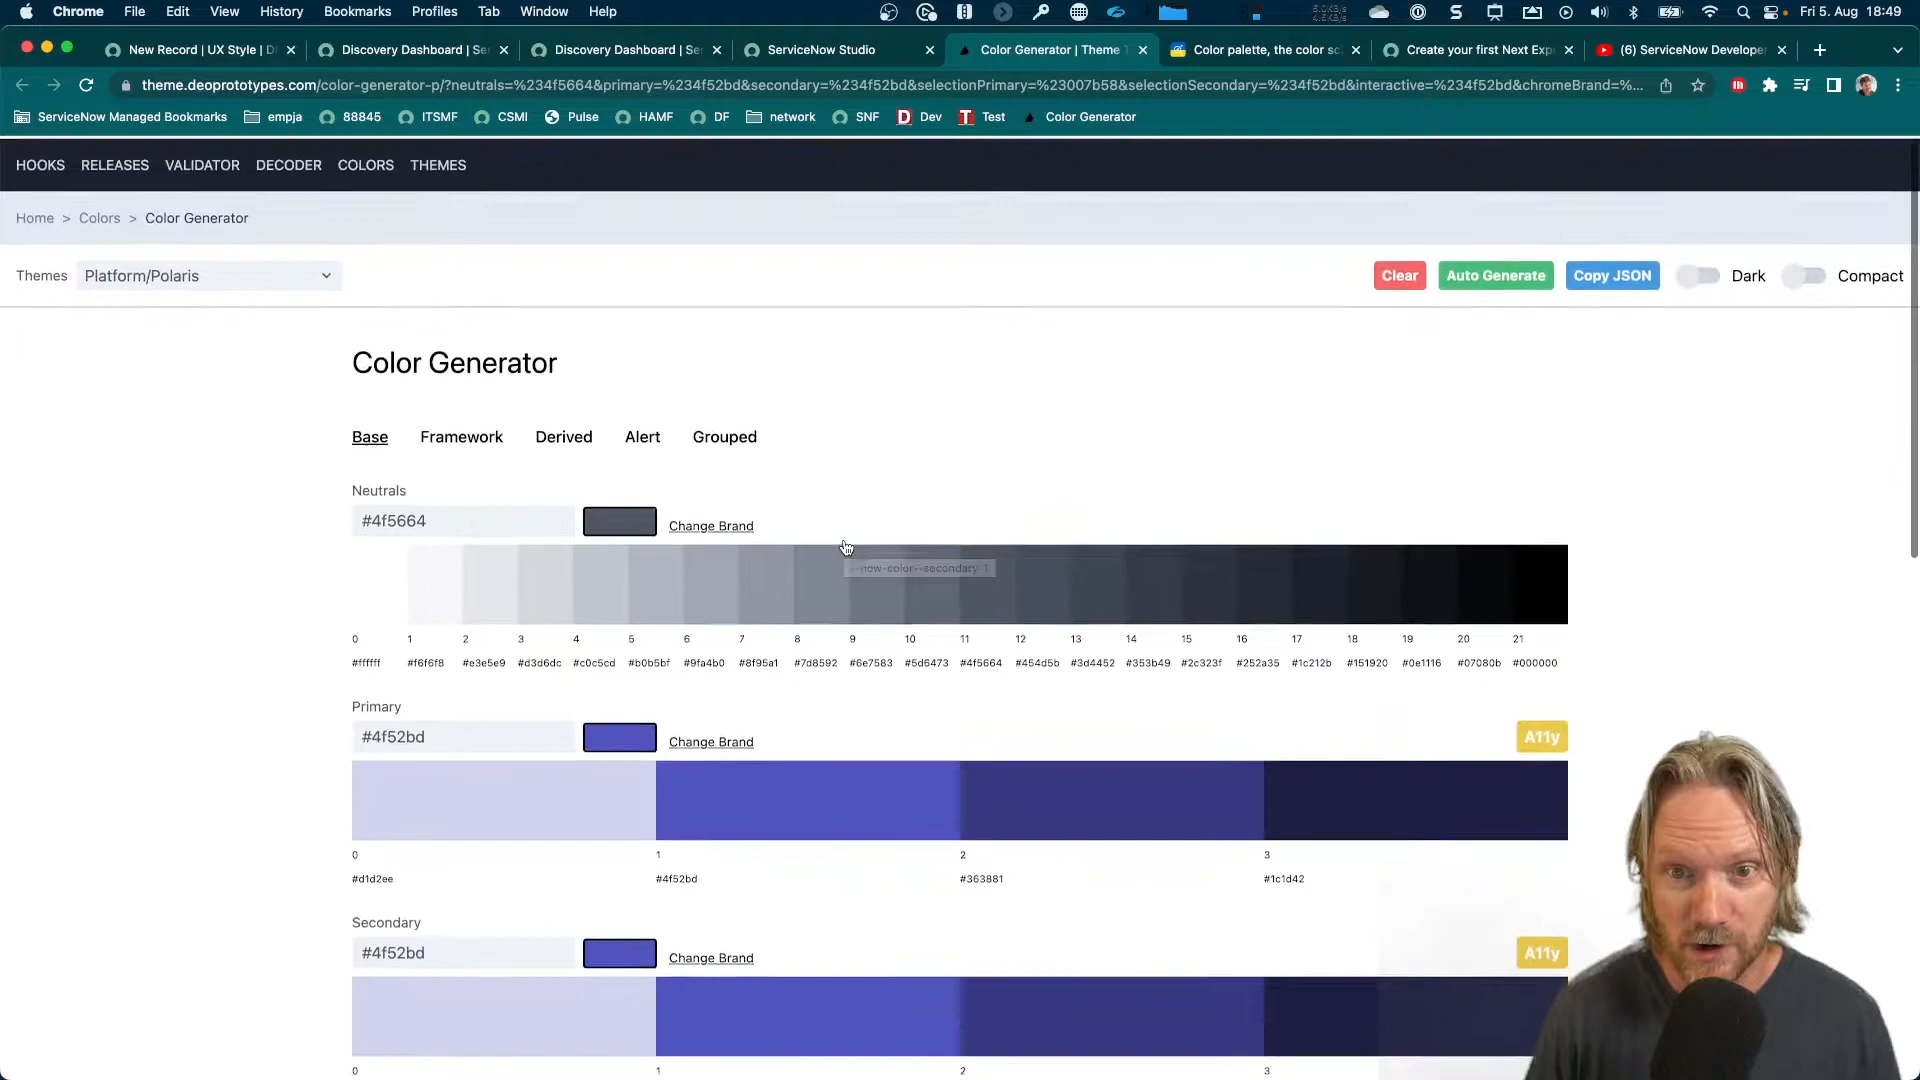 Chrome File Edit View History Bookmarks Profiles Tab Window Help
Fri 5. Aug 18:49
New Record | UX Style | D
Discovery Dashboard | Se
Discovery Dashboard | Se
ServiceNow Studio
Color Generator | Theme T
Color palette, the color sc
Create your first Next Exp
(6) ServiceNow Developer
theme.deoprototypes.com/color-generator-p/?neutrals=%234f5664&primary=%234f52bd&secondary=%234f52bd&selectionPrimary=%23007b58&selectionSecondary=%234f52bd&interactive=%234f52bd&chromeBrand=%...
ServiceNow Managed Bookmarks empja 88845 ITSMF CSMI Pulse HAMF DF network SNF Dev Test Color Generator
HOOKS RELEASES VALIDATOR DECODER COLORS THEMES
Home > Colors > Color Generator
Themes Platform/Polaris Clear Auto Generate Copy JSON Dark Compact
Color Generator
Base Framework Derived Alert Grouped
Neutrals
#4f5664 Change Brand
--now-color--secondary-1
0 1 2 3 4 5 6 7 8 9 10 11 12 13 14 15 16 17 18 19 20 21
#ffffff #f6f6f8 #e3e5e9 #d3d6dc #c0c5cd #b0b5bf #9fa4b0 #8f95a1 #7d8592 #6e7583 #5d6473 #4f5664 #454d5b #3d4452 #353b49 #2c323f #252a35 #1c212b #151920 #0e1116 #07080b #000000
Primary
#4f52bd Change Brand A11y
0 1 2 3
#d1d2ee #4f52bd #363881 #1c1d42
Secondary
#4f52bd Change Brand A11y
0 1 2 3